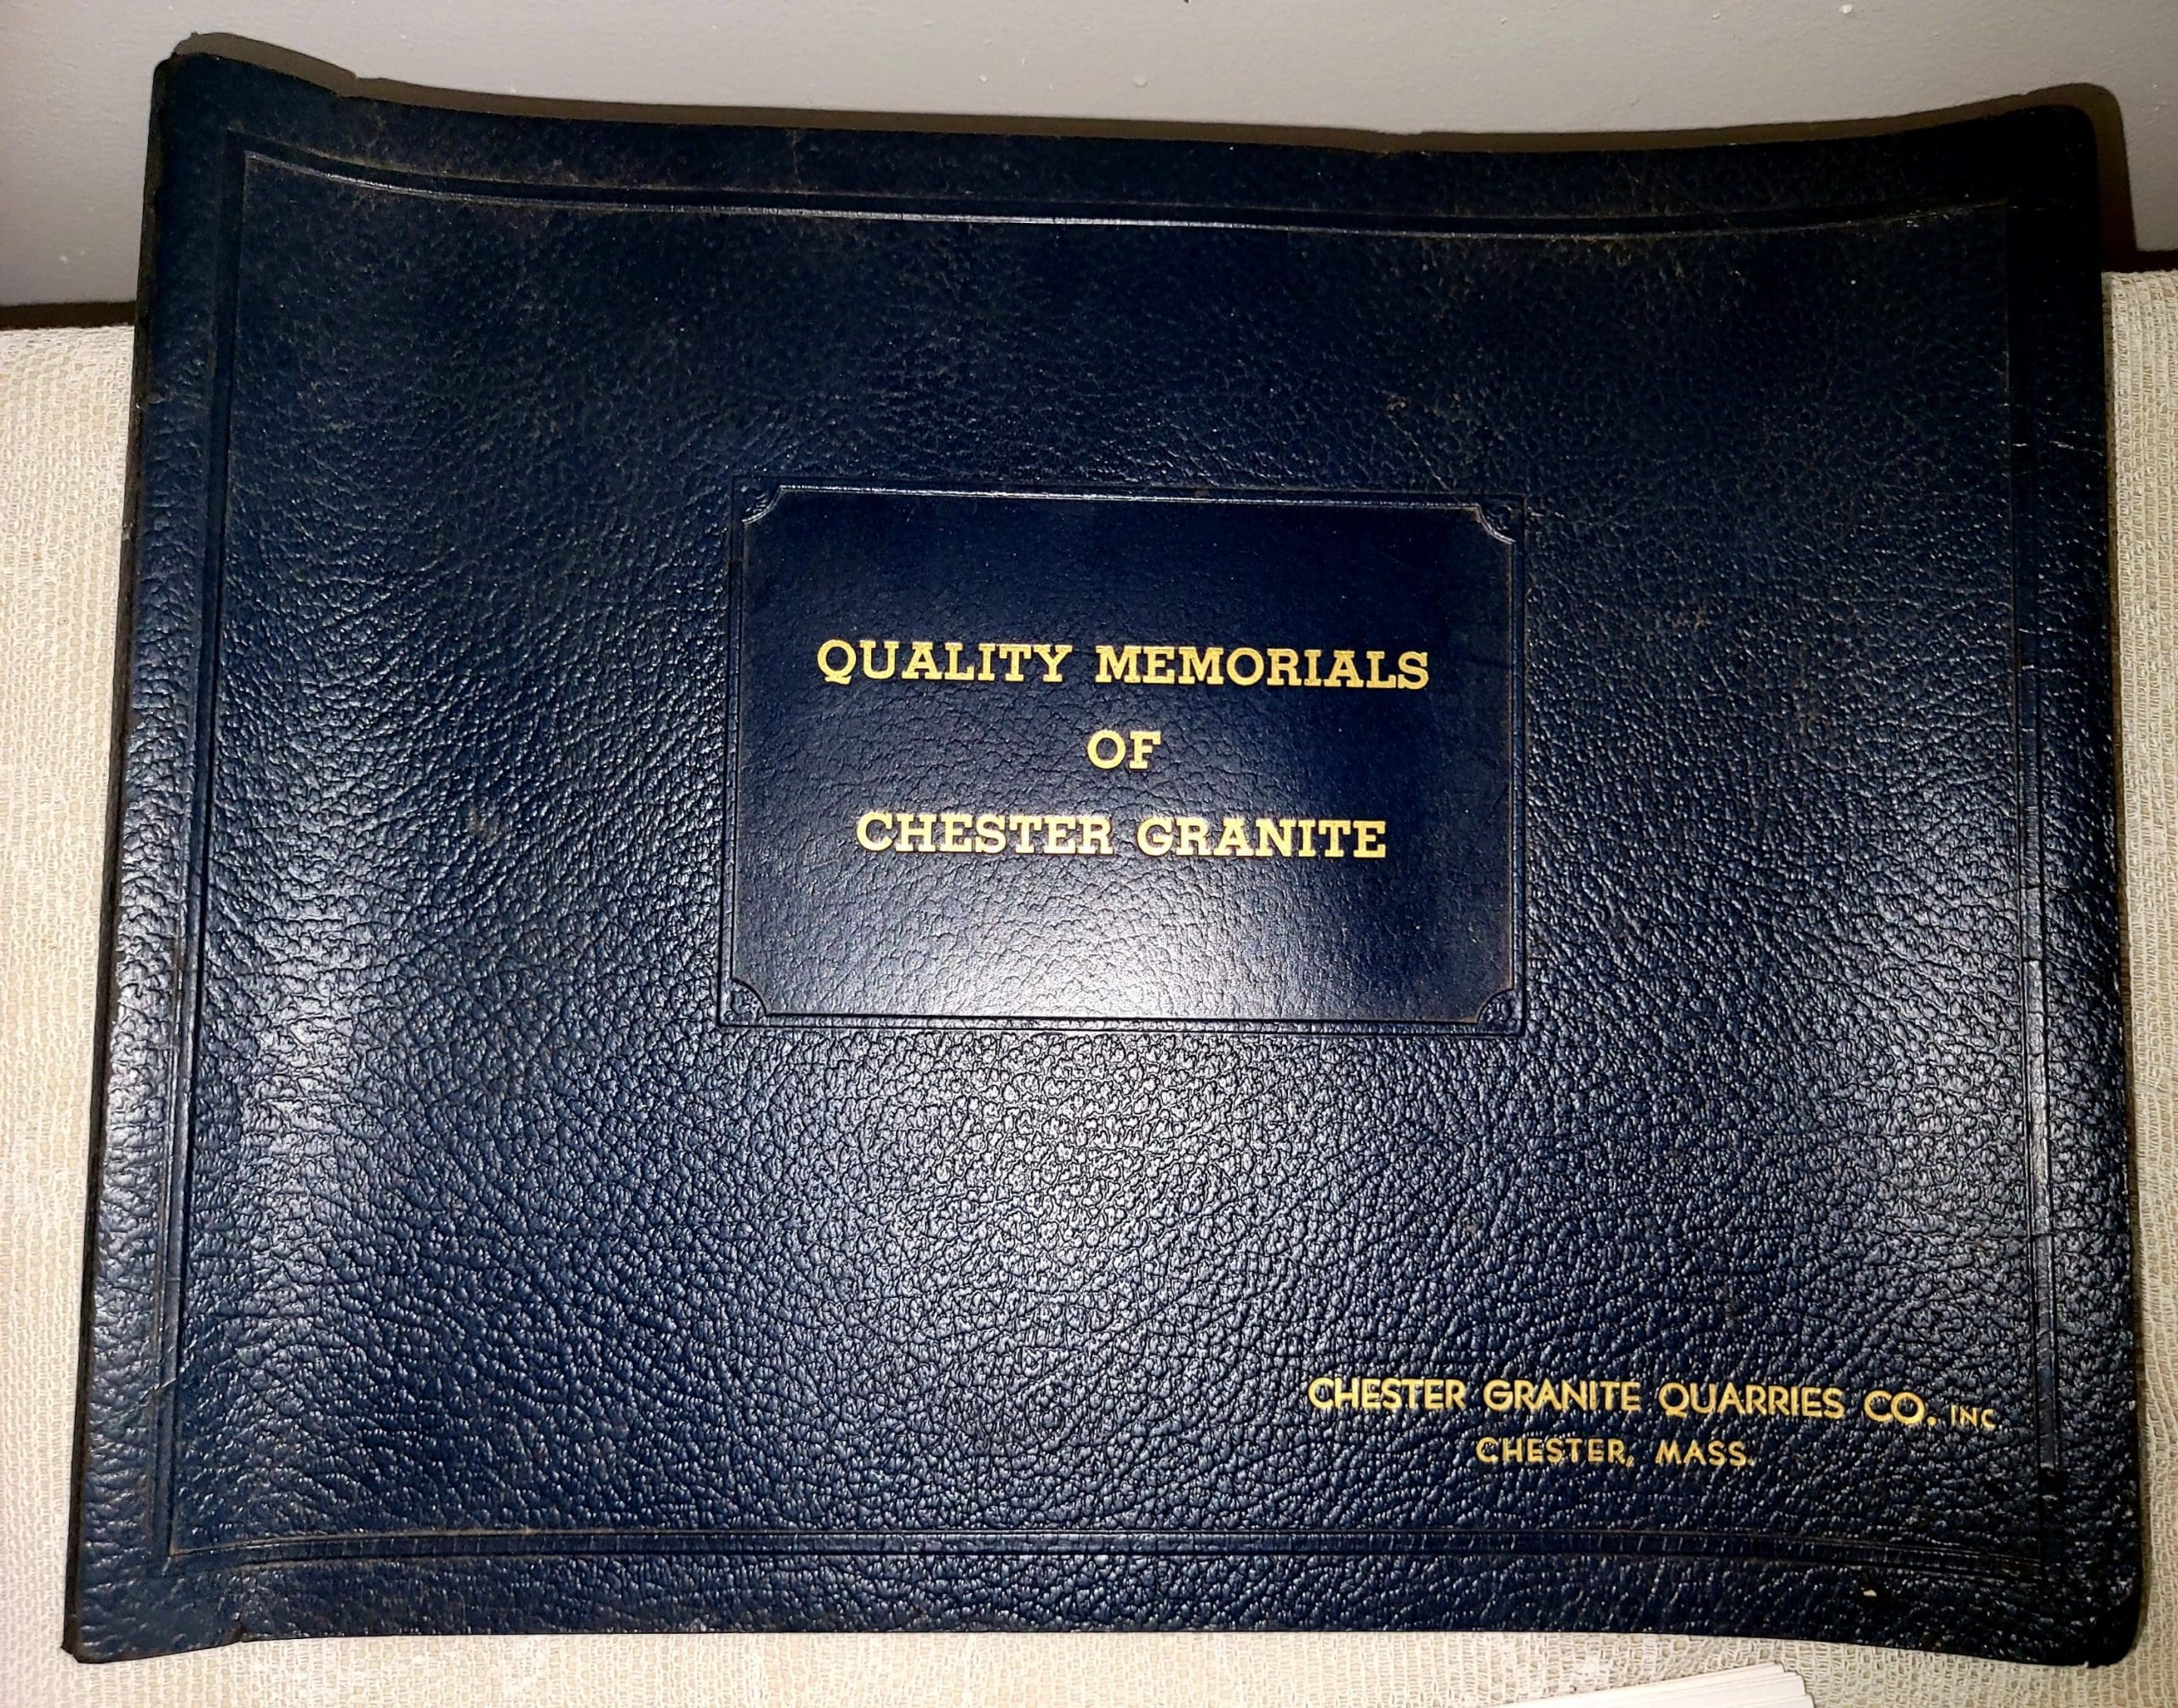 QUALITY MEMORIALS
OF
CHESTER GRANITE
CHESTER GRANITE QUARRIES CO. INC
CHESTER, MASS.